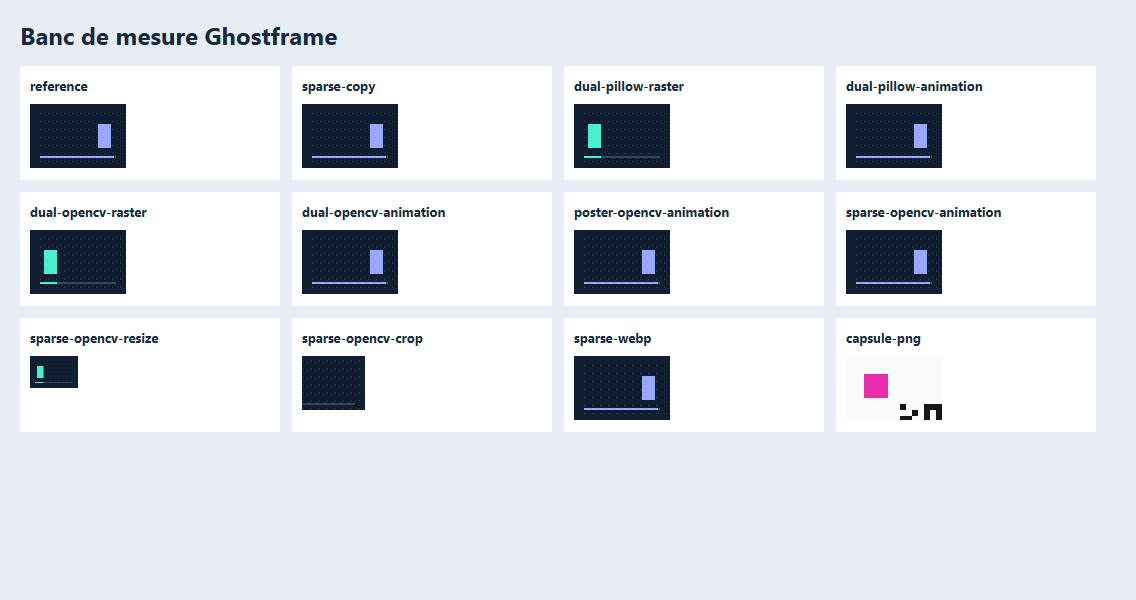 Banc de mesure Ghostframe
reference
sparse-copy
dual-pillow-raster
dual-pillow-animation
dual-opencv-raster
dual-opencv-animation
poster-opencv-animation
sparse-opencv-animation
sparse-opencv-resize
sparse-opencv-crop
sparse-webp
capsule-png